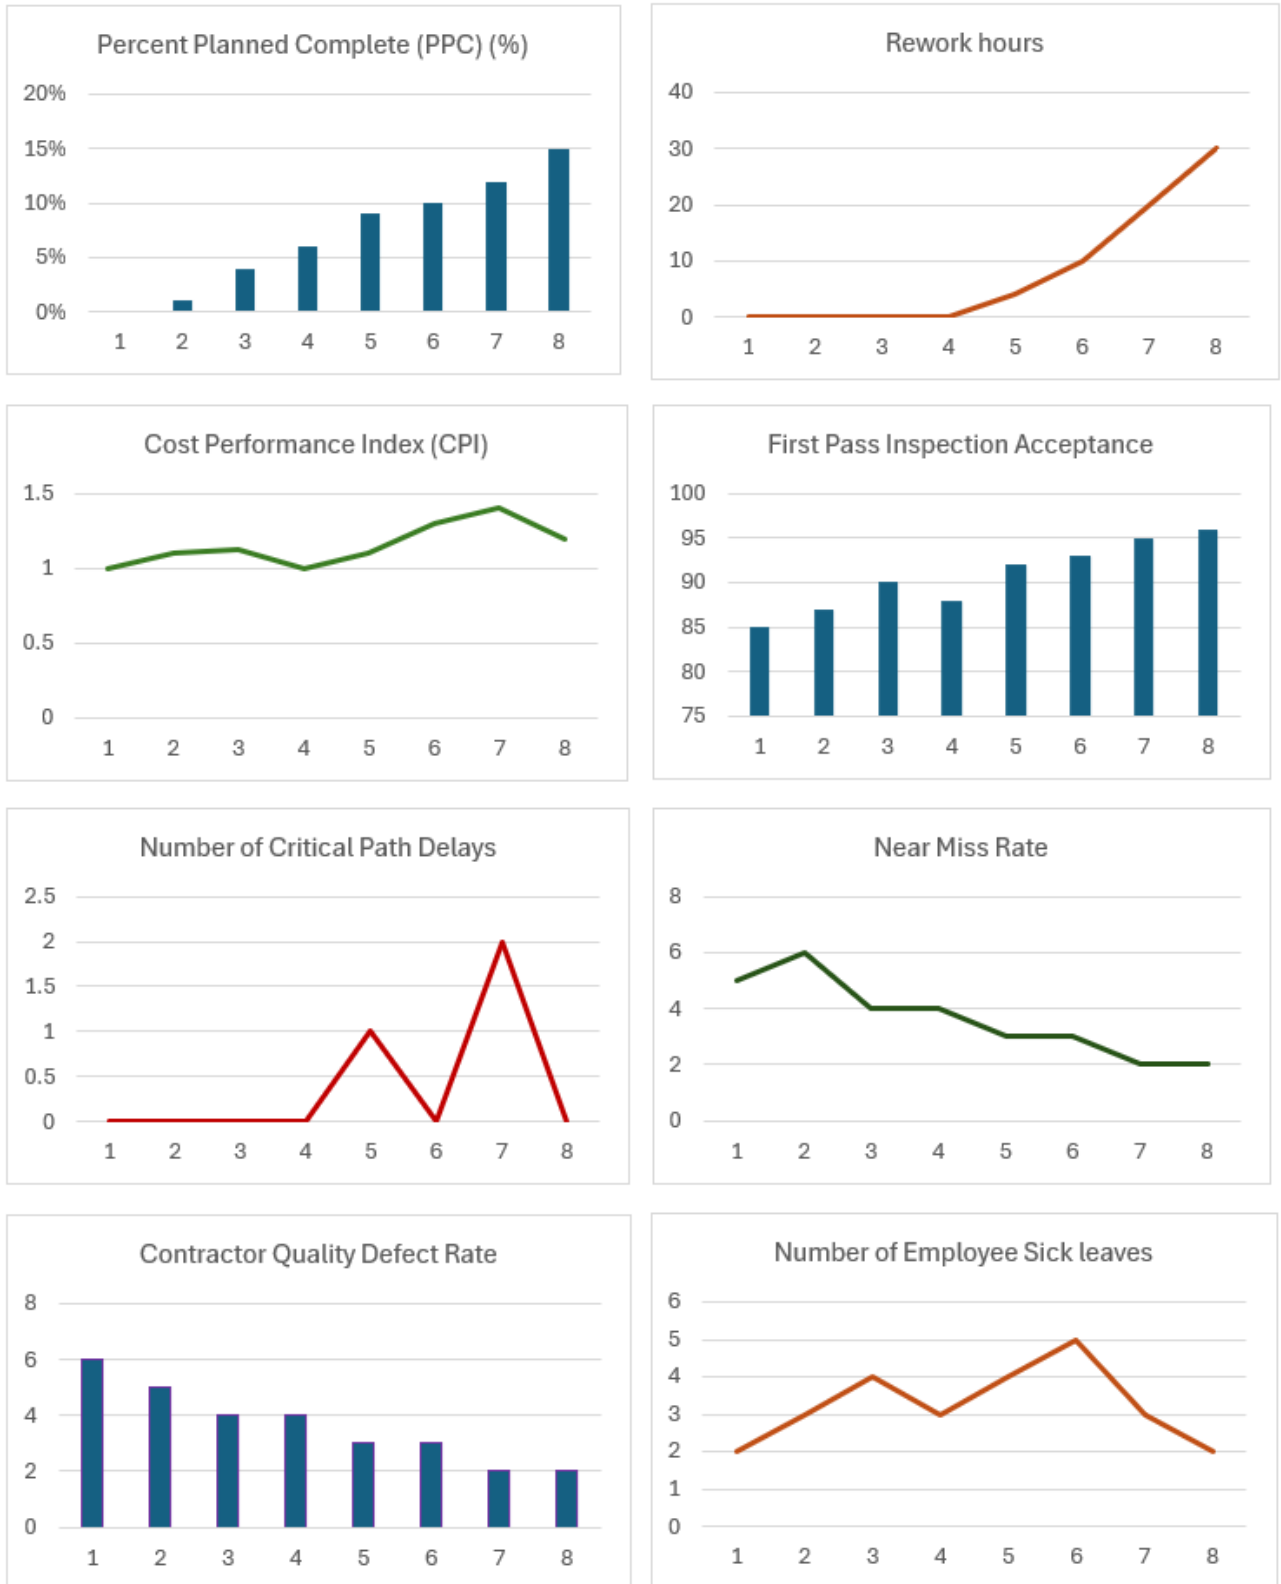 Percent Planned Complete (PPC) (%)
20%
15%
10%
5%
0%
1 2 3 4 5 6 7 8
Rework hours
40
30
20
10
0
1 2 3 4 5 6 7 8
Cost Performance Index (CPI)
1.5
1
0.5
0
1 2 3 4 5 6 7 8
First Pass Inspection Acceptance
100
95
90
85
80
75
1 2 3 4 5 6 7 8
Number of Critical Path Delays
2.5
2
1.5
1
0.5
0
1 2 3 4 5 6 7 8
Near Miss Rate
8
6
4
2
0
1 2 3 4 5 6 7 8
Contractor Quality Defect Rate
8
6
4
2
0
1 2 3 4 5 6 7 8
Number of Employee Sick leaves
6
5
4
3
2
1
0
1 2 3 4 5 6 7 8